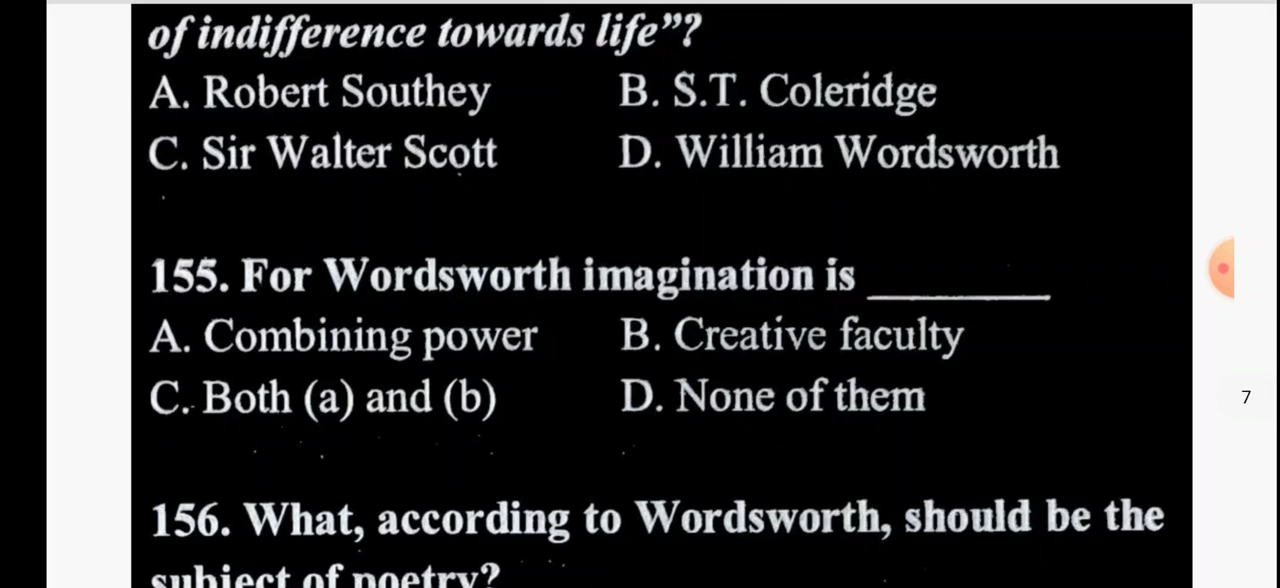 of indifference towards life”?
A. Robert Southey B. S.T. Coleridge
C. Sir Walter Scott D. William Wordsworth
155. For Wordsworth imagination is ________
A. Combining power B. Creative faculty
C. Both (a) and (b) D. None of them
7
156. What, according to Wordsworth, should be the
subject of poetry?